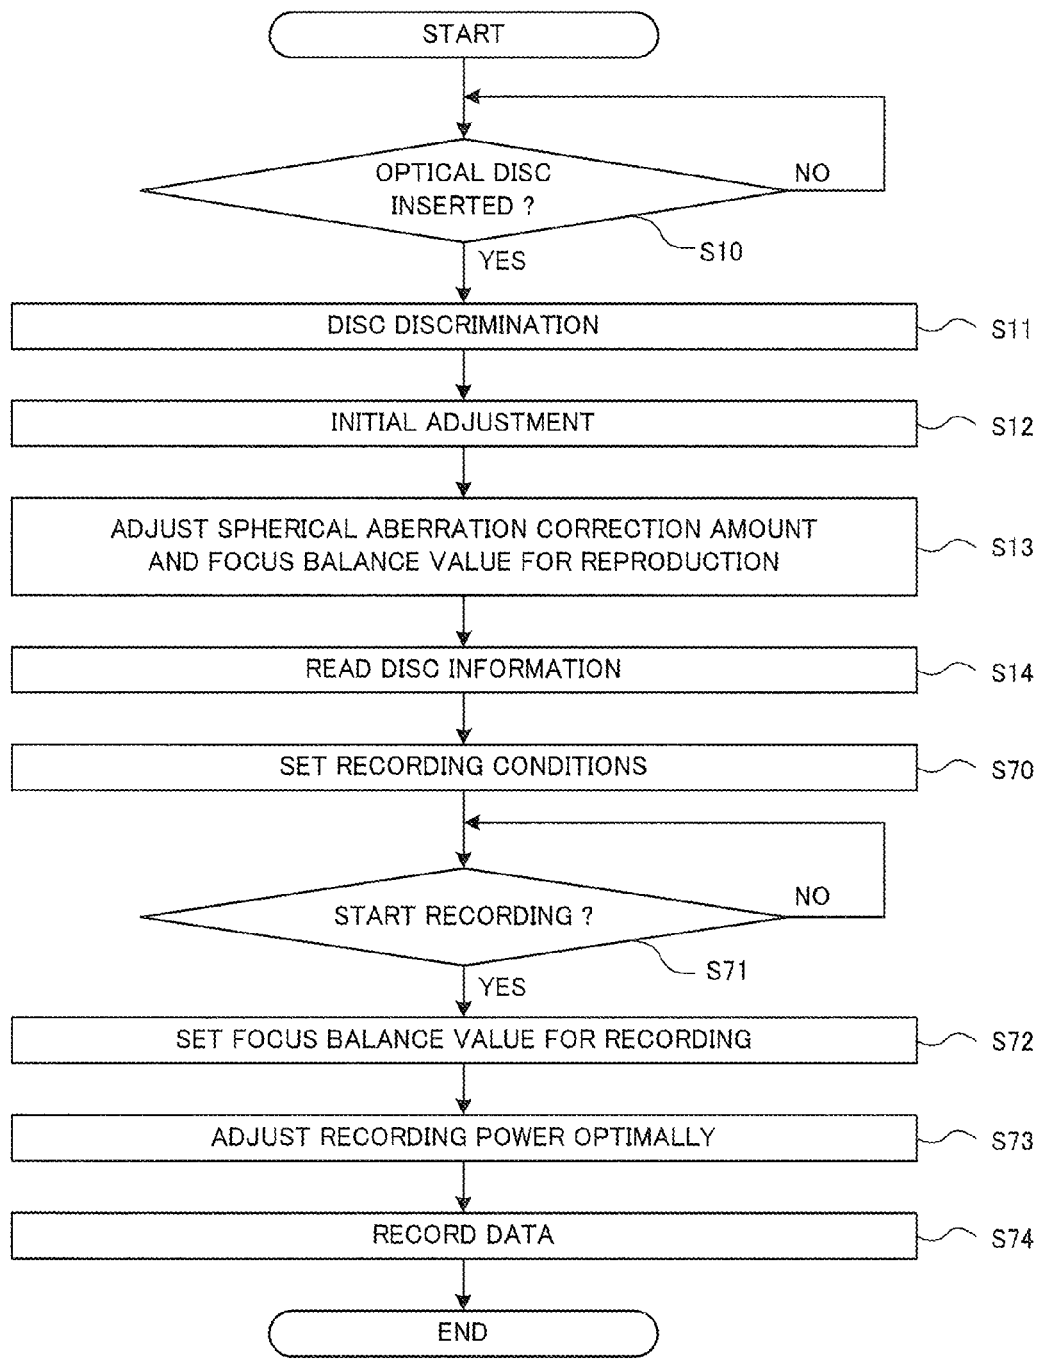 START
OPTICAL DISC
INSERTED ?
NO
S10
YES
DISC DISCRIMINATION
S11
INITIAL ADJUSTMENT
S12
ADJUST SPHERICAL ABERRATION CORRECTION AMOUNT
AND FOCUS BALANCE VALUE FOR REPRODUCTION
S13
READ DISC INFORMATION
S14
SET RECORDING CONDITIONS
S70
START RECORDING ?
NO
S71
YES
SET FOCUS BALANCE VALUE FOR RECORDING
S72
ADJUST RECORDING POWER OPTIMALLY
S73
RECORD DATA
S74
END